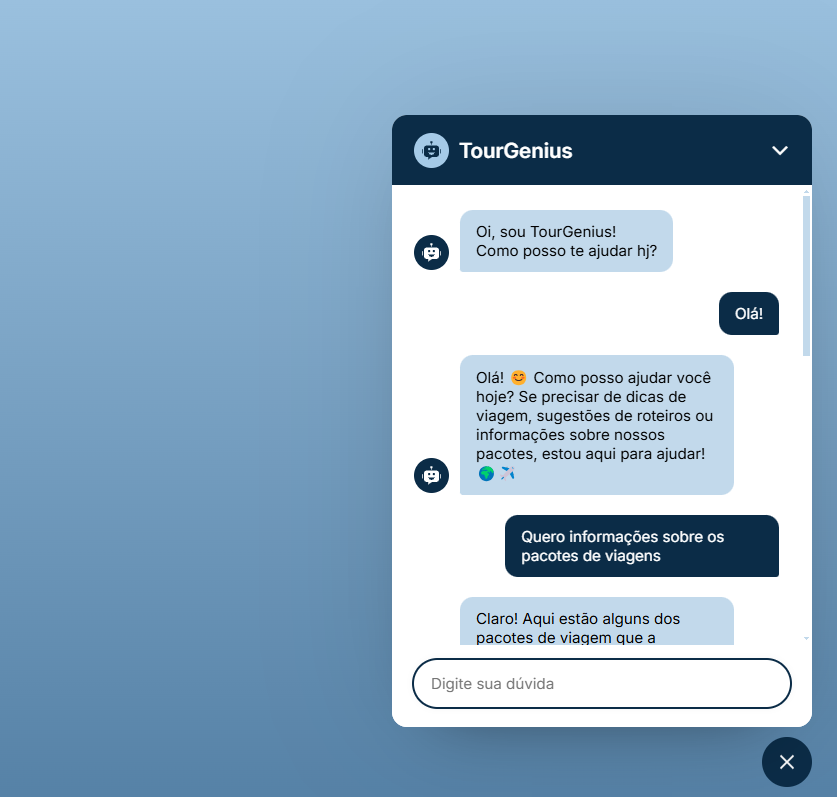 TourGenius
Oi, sou TourGenius!
Como posso te ajudar hj?
Olá!
Olá! 😊 Como posso ajudar você
hoje? Se precisar de dicas de
viagem, sugestões de roteiros ou
informações sobre nossos
pacotes, estou aqui para ajudar!
🌍✈️
Quero informações sobre os
pacotes de viagens
Claro! Aqui estão alguns dos
pacotes de viagem que a
Digite sua dúvida